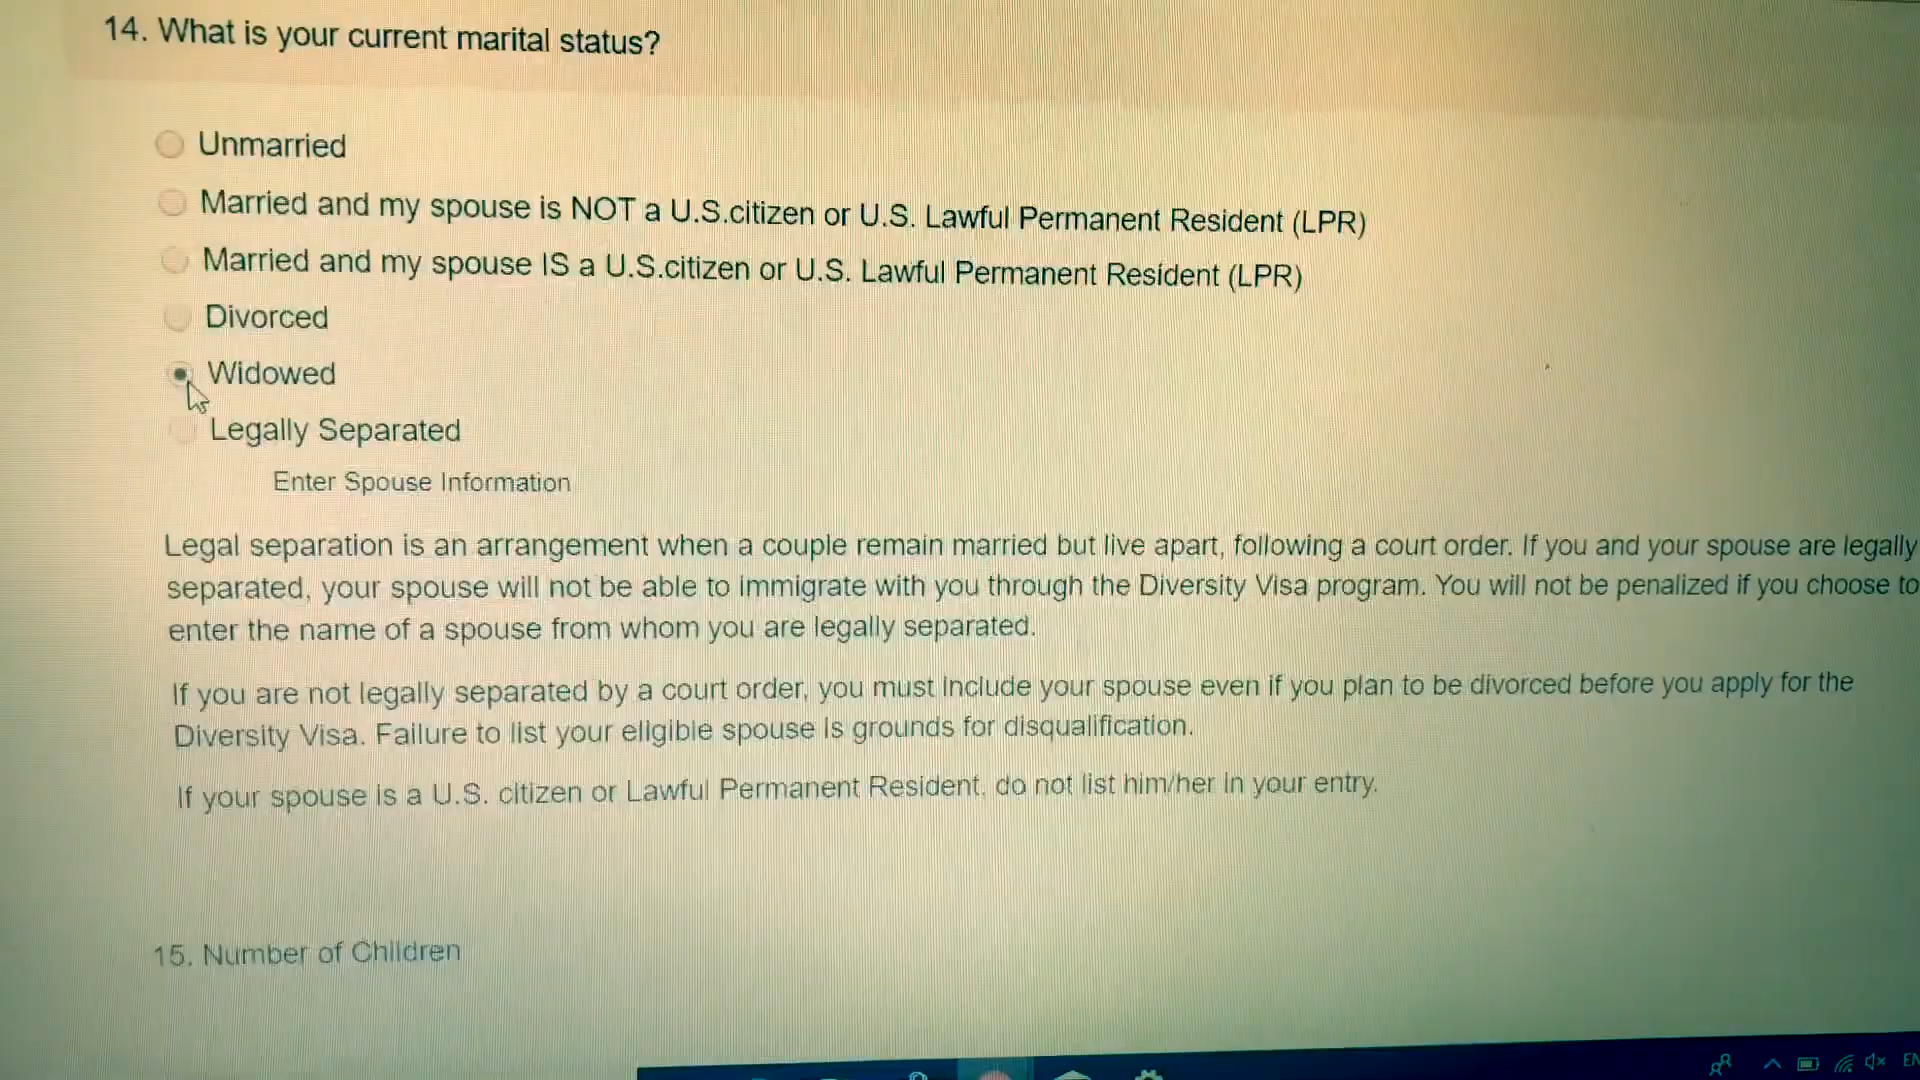 14. What is your current marital status?
Unmarried
Married and my spouse is NOT a U.S.citizen or U.S. Lawful Permanent Resident (LPR)
Married and my spouse IS a U.S.citizen or U.S. Lawful Permanent Resident (LPR)
Divorced
Widowed
Legally Separated
Enter Spouse Information
Legal separation is an arrangement when a couple remain married but live apart, following a court order. If you and your spouse are legally
separated, your spouse will not be able to immigrate with you through the Diversity Visa program. You will not be penalized if you choose to
enter the name of a spouse from whom you are legally separated.
If you are not legally separated by a court order, you must include your spouse even if you plan to be divorced before you apply for the
Diversity Visa. Failure to list your eligible spouse is grounds for disqualification.
If your spouse is a U.S. citizen or Lawful Permanent Resident, do not list him/her in your entry.
15. Number of Children